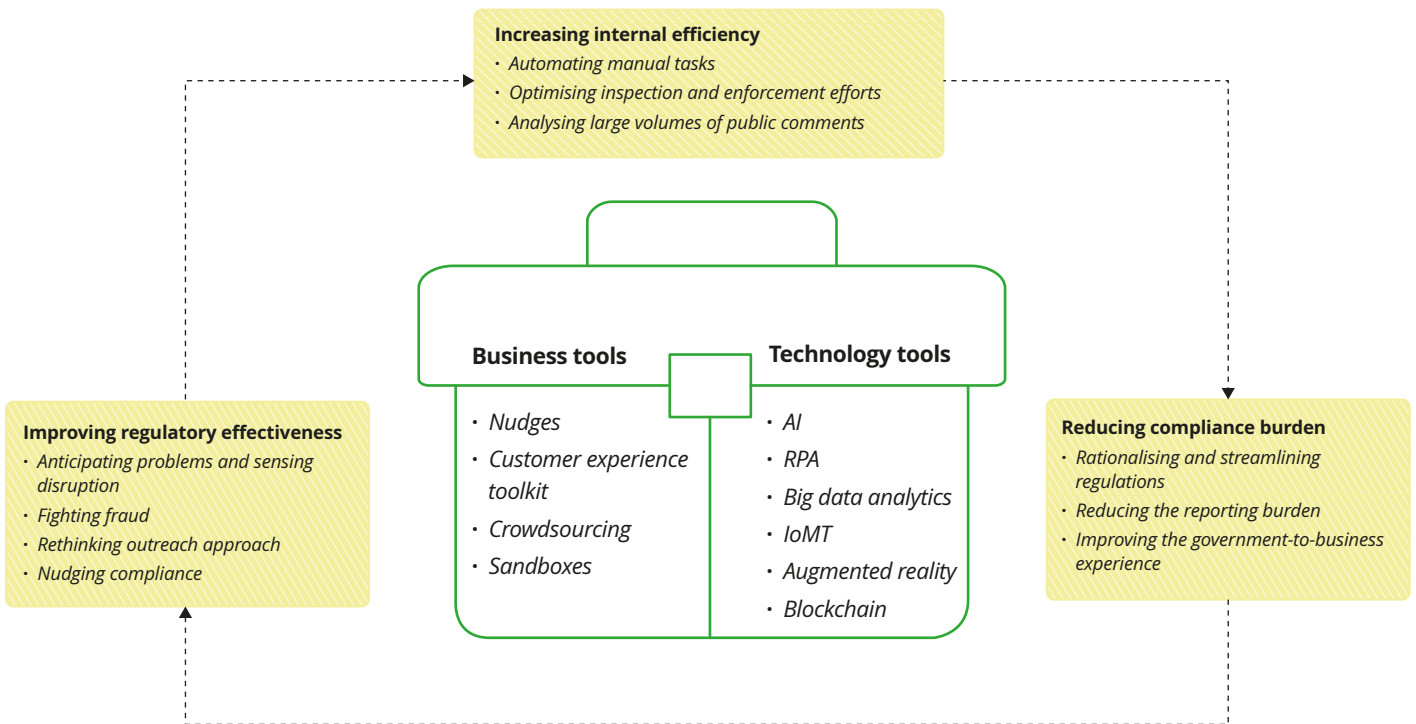 Increasing internal efficiency
· Automating manual tasks
· Optimising inspection and enforcement efforts
· Analysing large volumes of public comments
Business tools
· Nudges
· Customer experience
toolkit
· Crowdsourcing
· Sandboxes
Technology tools
· AI
· RPA
· Big data analytics
· IoMT
· Augmented reality
· Blockchain
Improving regulatory effectiveness
· Anticipating problems and sensing
disruption
· Fighting fraud
· Rethinking outreach approach
· Nudging compliance
Reducing compliance burden
· Rationalising and streamlining
regulations
· Reducing the reporting burden
· Improving the government-to-business
experience